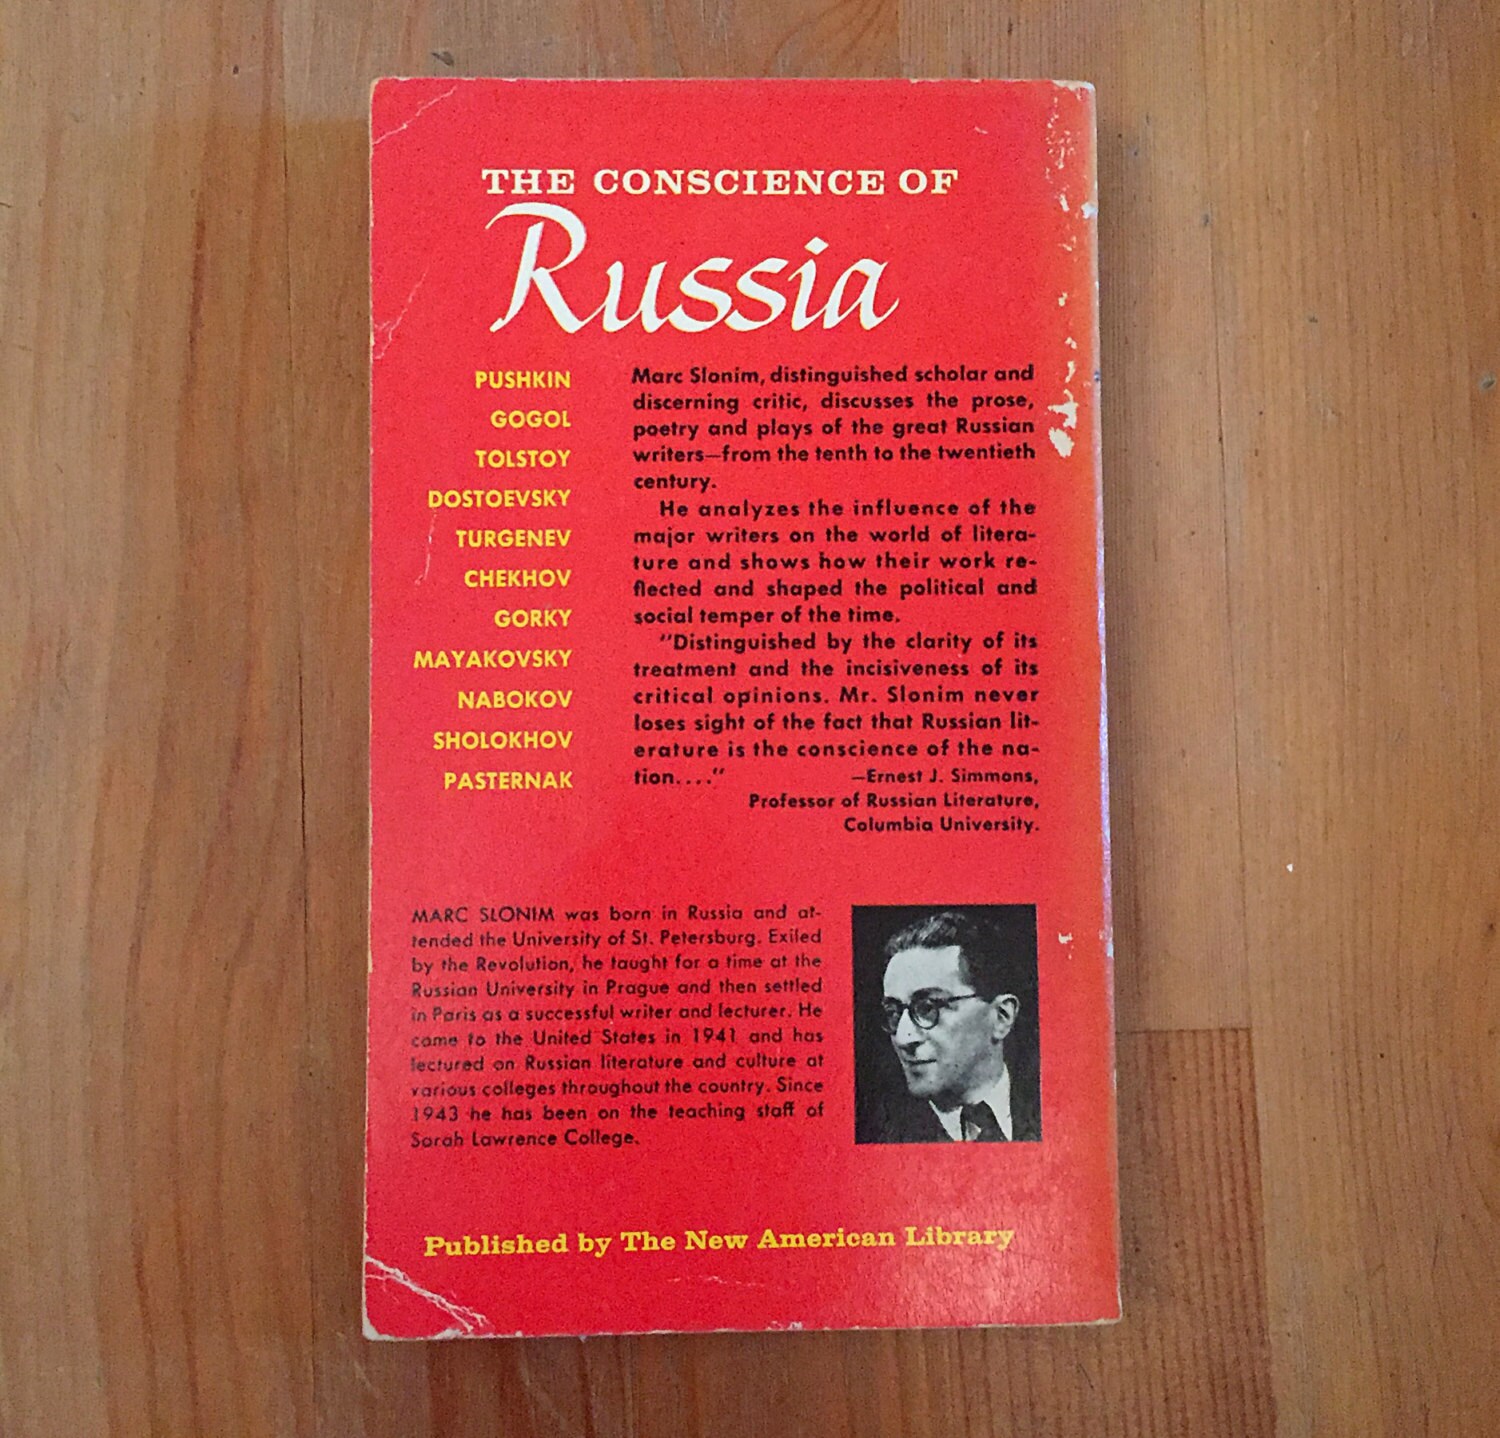 THE CONSCIENCE OF
Russia
PUSHKIN
GOGOL
TOLSTOY
DOSTOEVSKY
TURGENEV
CHEKHOV
GORKY
MAYAKOVSKY
NABOKOV
SHOLOKHOV
PASTERNAK
Marc Slonim, distinguished scholar and
discerning critic, discusses the prose,
poetry and plays of the great Russian
writers—from the tenth to the twentieth
century.
He analyzes the influence of the
major writers on the world of litera-
ture and shows how their work re-
flected and shaped the political and
social temper of the time.
"Distinguished by the clarity of its
treatment and the incisiveness of its
critical opinions. Mr. Slonim never
loses sight of the fact that Russian lit-
erature is the conscience of the na-
tion...." —Ernest J. Simmons,
Professor of Russian Literature,
Columbia University.
MARC SLONIM was born in Russia and at-
tended the University of St. Petersburg. Exiled
by the Revolution, he taught for a time at the
Russian University in Prague and then settled
in Paris as a successful writer and lecturer. He
came to the United States in 1941 and has
lectured on Russian literature and culture at
various colleges throughout the country. Since
1943 he has been on the teaching staff of
Sarah Lawrence College.
Published by The New American Library